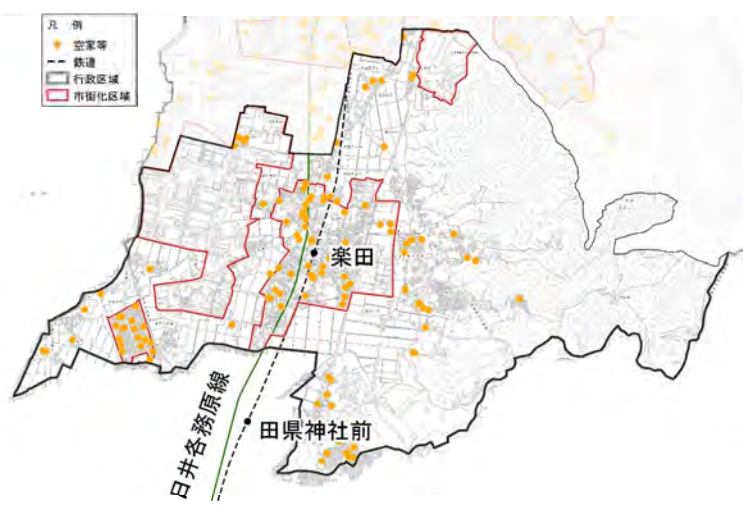 凡 例
空家等
鉄道
行政区域
市街化区域
楽田
田県神社前
日井各務原線